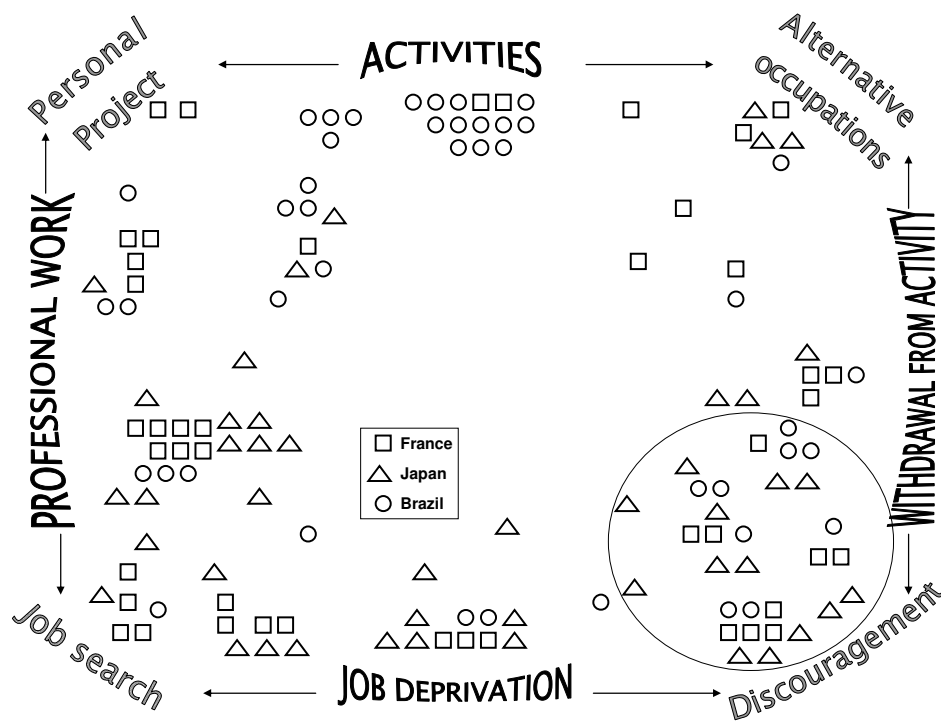 Personal
Project
ACTIVITIES
Alternative
occupations
PROFESSIONAL WORK
WITHDRAWAL FROM ACTIVITY
France
Japan
Brazil
Job search
JOB DEPRIVATION
Discouragement